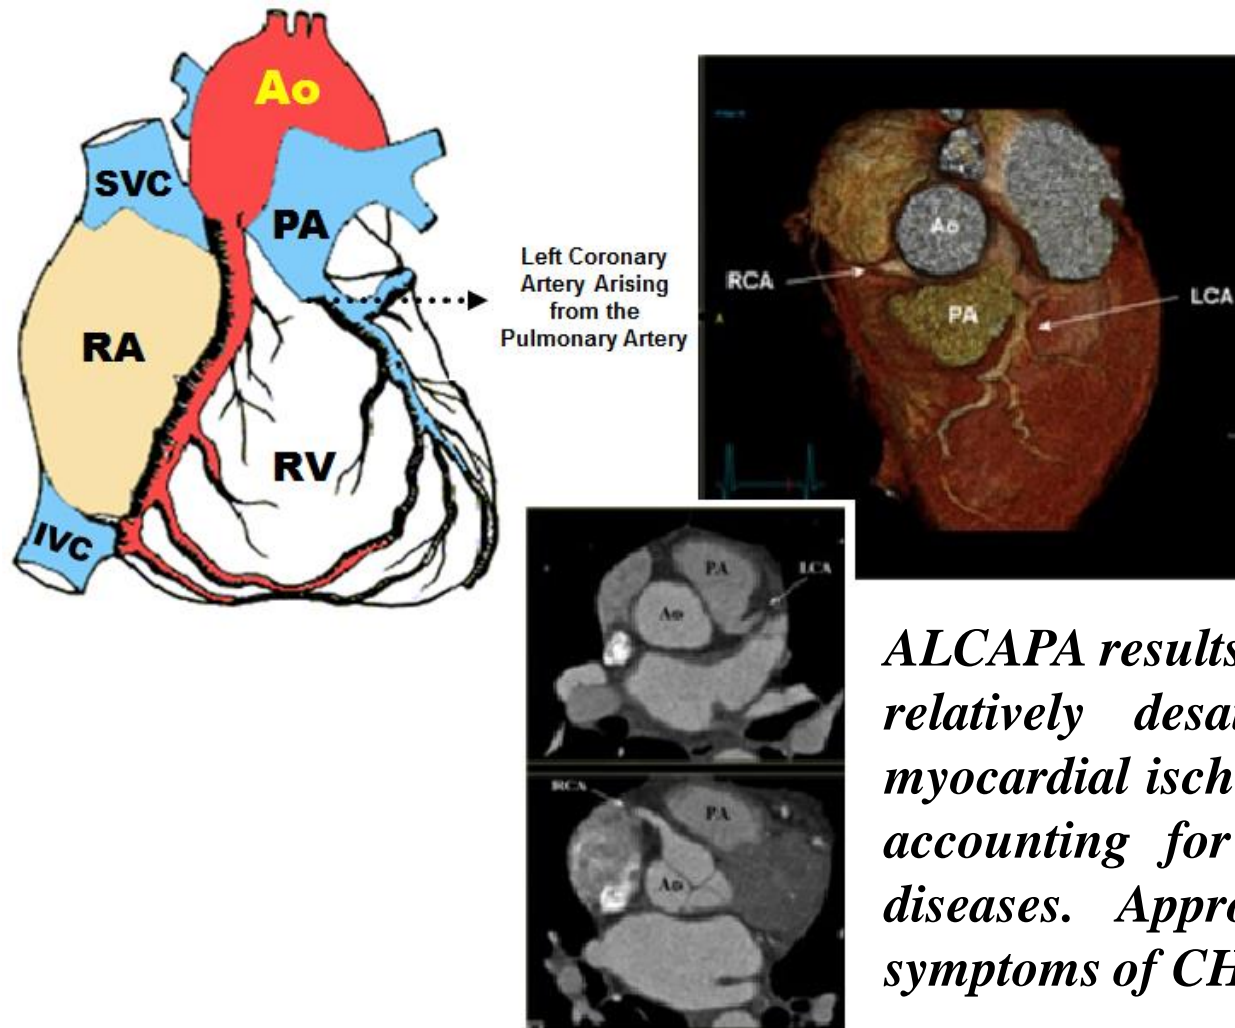 Ao
SVC
PA
RA
RV
IVC
Left Coronary
Artery Arising
from the
Pulmonary Artery
Ao
RCA
PA
LCA
A
PA
LCA
Ao
RCA
PA
Ao
ALCAPA results
relatively desa
myocardial isch
accounting for
diseases. Appro
symptoms of CH